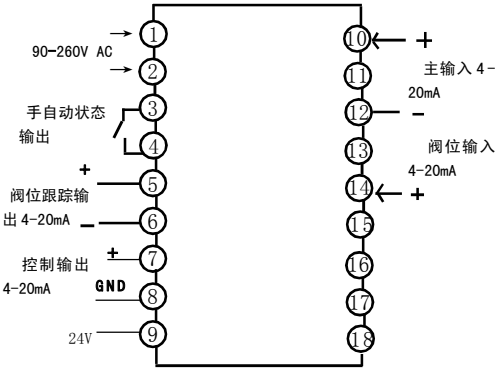 90-260V AC
手自动状态
输出
+
阀位跟踪输
出 4-20mA −
+
控制输出
4-20mA
GND
24V
1
2
3
4
5
6
7
8
9
10
11
12
13
14
15
16
17
18
+
主输入 4-
20mA
−
阀位输入
4-20mA
+